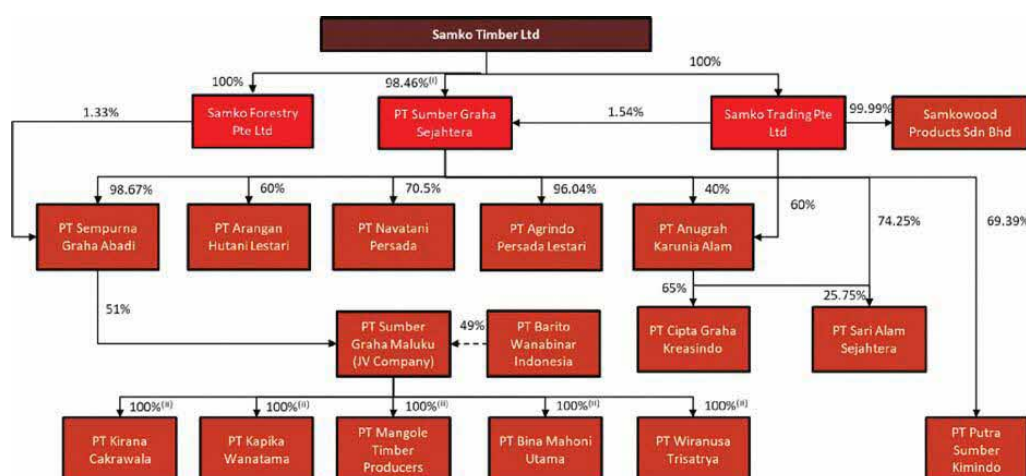 Samko Timber Ltd
100%
98.46%(i)
100%
1.33%
Samko Forestry
Pte Ltd
PT Sumber Graha
Sejahtera
1.54%
Samko Trading Pte
Ltd
99.99%
Samkowood
Products Sdn Bhd
98.67%
60%
70.5%
96.04%
40%
60%
74.25%
69.39%
PT Sempurna
Graha Abadi
PT Arangan
Hutani Lestari
PT Navatani
Persada
PT Agrindo
Persada Lestari
PT Anugrah
Karunia Alam
51%
65%
25.75%
PT Sumber
Graha Maluku
(JV Company)
49%
PT Barito
Wanabinar
Indonesia
PT Cipta Graha
Kreasindo
PT Sari Alam
Sejahtera
100%(ii)
100%(ii)
100%(ii)
100%(ii)
100%(ii)
PT Kirana
Cakrawala
PT Kapika
Wanatama
PT Mangole
Timber
Producers
PT Bina Mahoni
Utama
PT Wiranusa
Trisatrya
PT Putra
Sumber
Kimindo